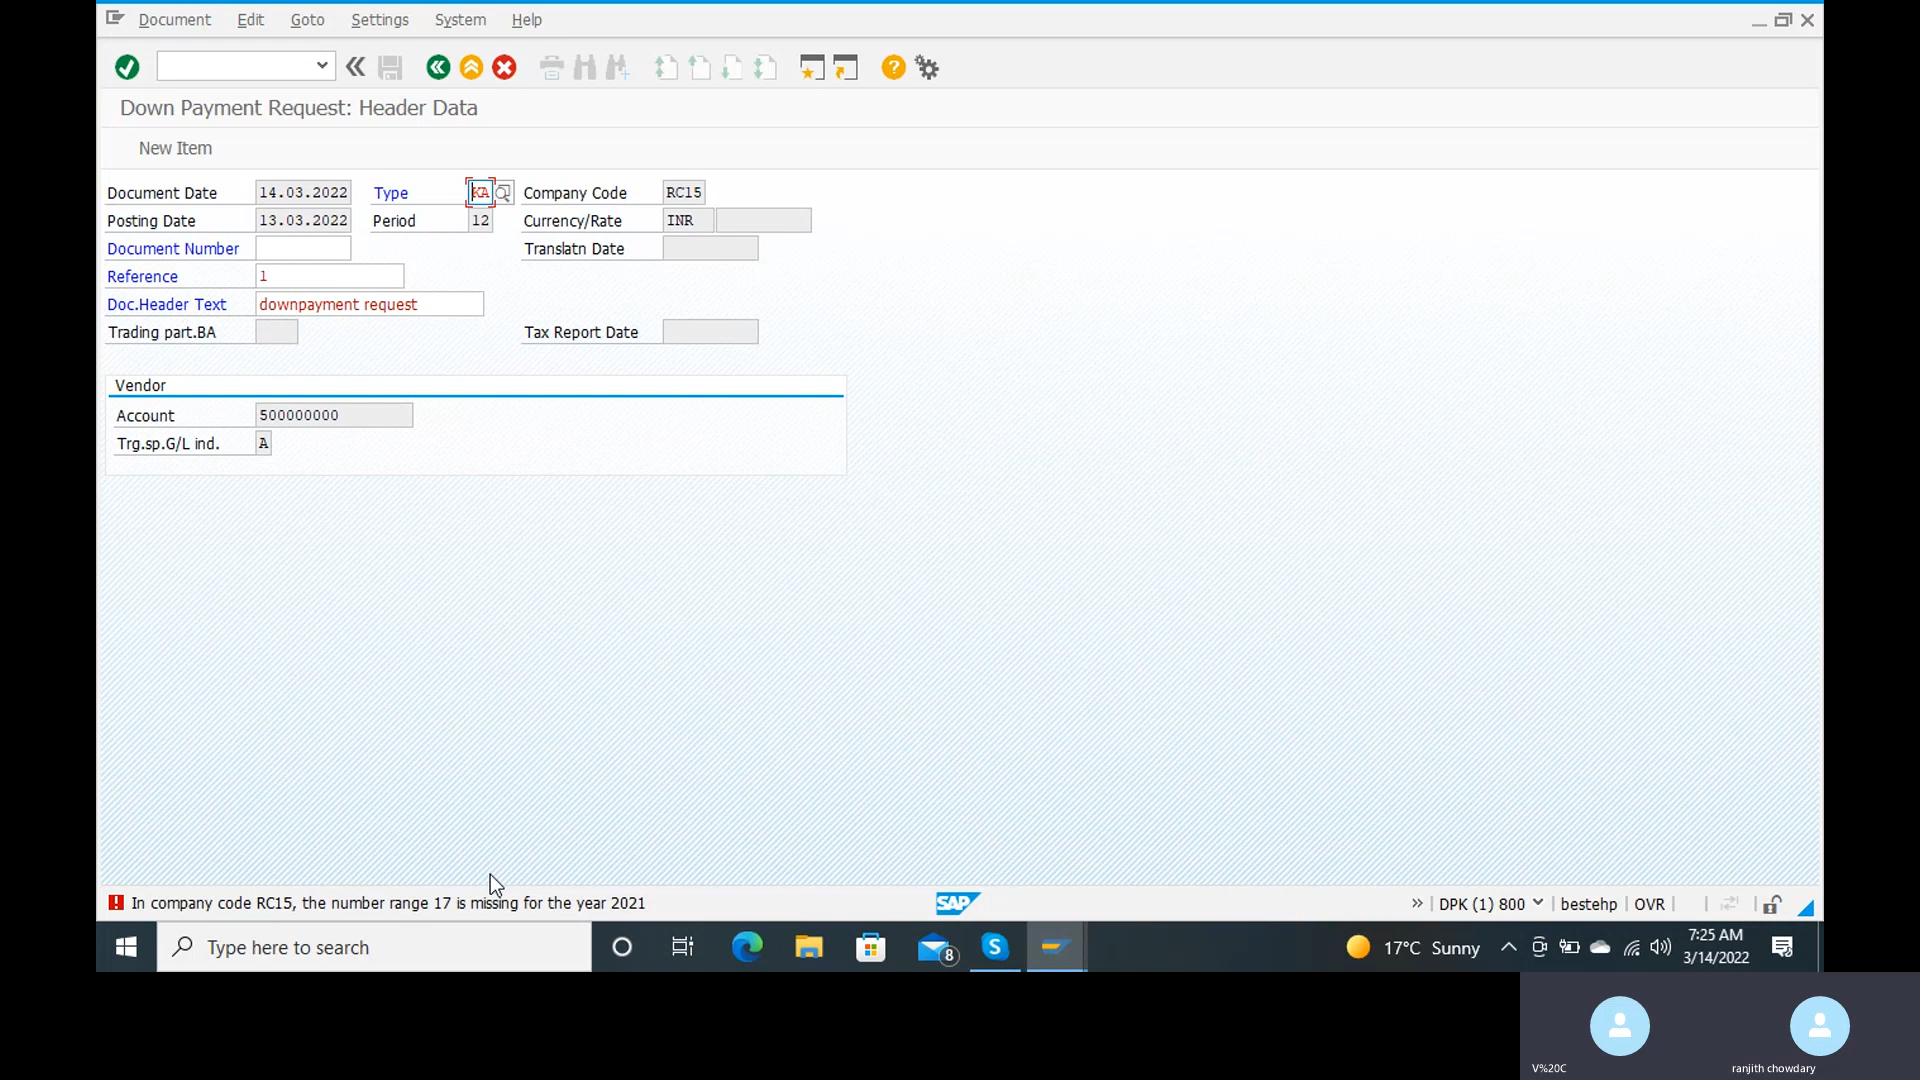 Document Edit Goto Settings System Help
Down Payment Request: Header Data
New Item
Document Date 14.03.2022 Type KA Company Code RC15
Posting Date 13.03.2022 Period 12 Currency/Rate INR
Document Number Translatn Date
Reference 1
Doc.Header Text downpayment request
Trading part.BA Tax Report Date
Vendor
Account 500000000
Trg.sp.G/L ind. A
In company code RC15, the number range 17 is missing for the year 2021
SAP
DPK (1) 800 bestehp OVR
Type here to search
8
S
17°C Sunny
7:25 AM
3/14/2022
V%20C
ranjith chowdary